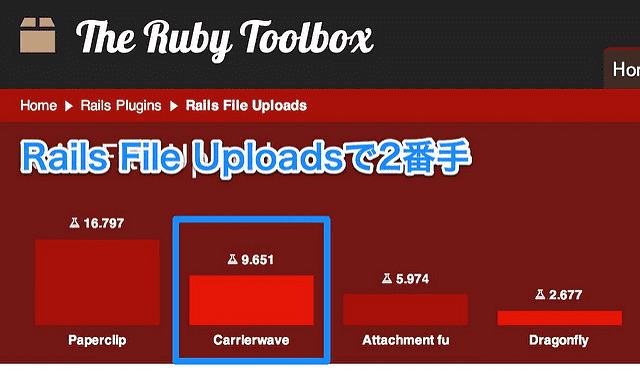 The Ruby Toolbox
Hom
Home ▶ Rails Plugins ▶ Rails File Uploads
Rails File Uploadsで2番手
16.797
9.651
5.974
2.677
Paperclip
Carrierwave
Attachment fu
Dragonfly